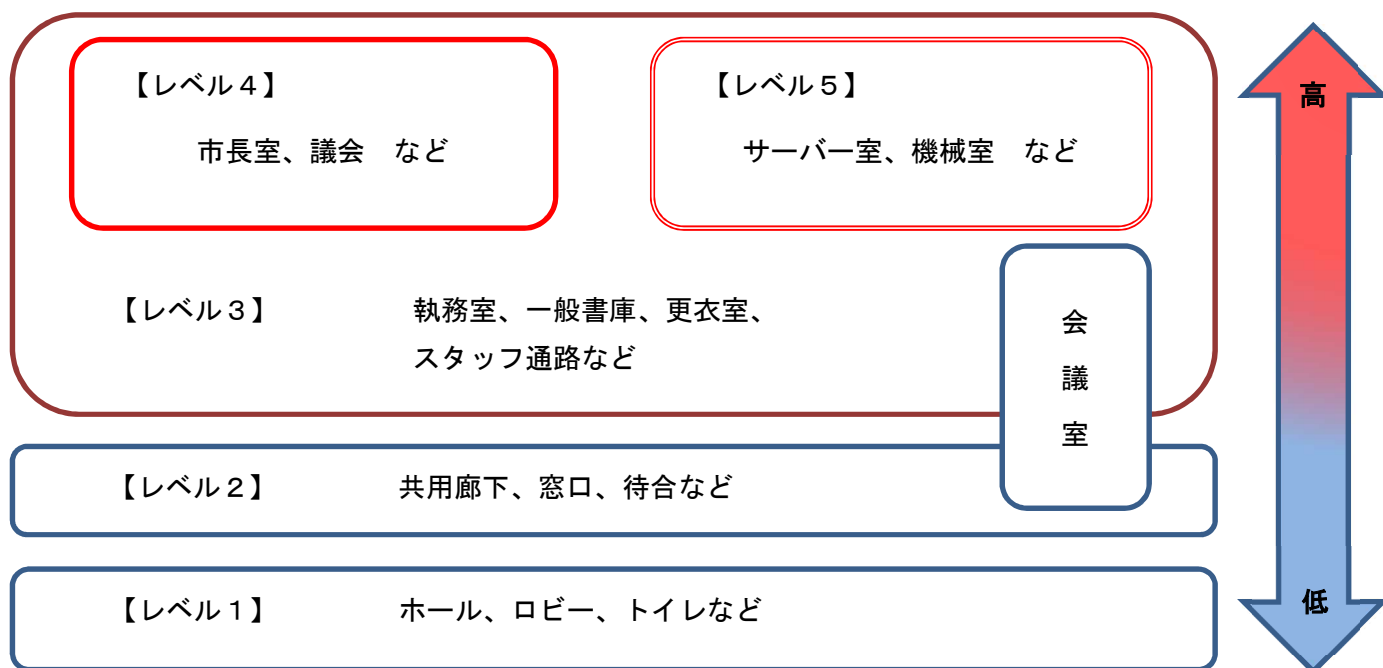 【レベル４】
市長室、議会　など
【レベル５】
サーバー室、機械室　など
高
【レベル３】
執務室、一般書庫、更衣室、
スタッフ通路など
会
議
室
【レベル２】
共用廊下、窓口、待合など
【レベル１】
ホール、ロビー、トイレなど
低